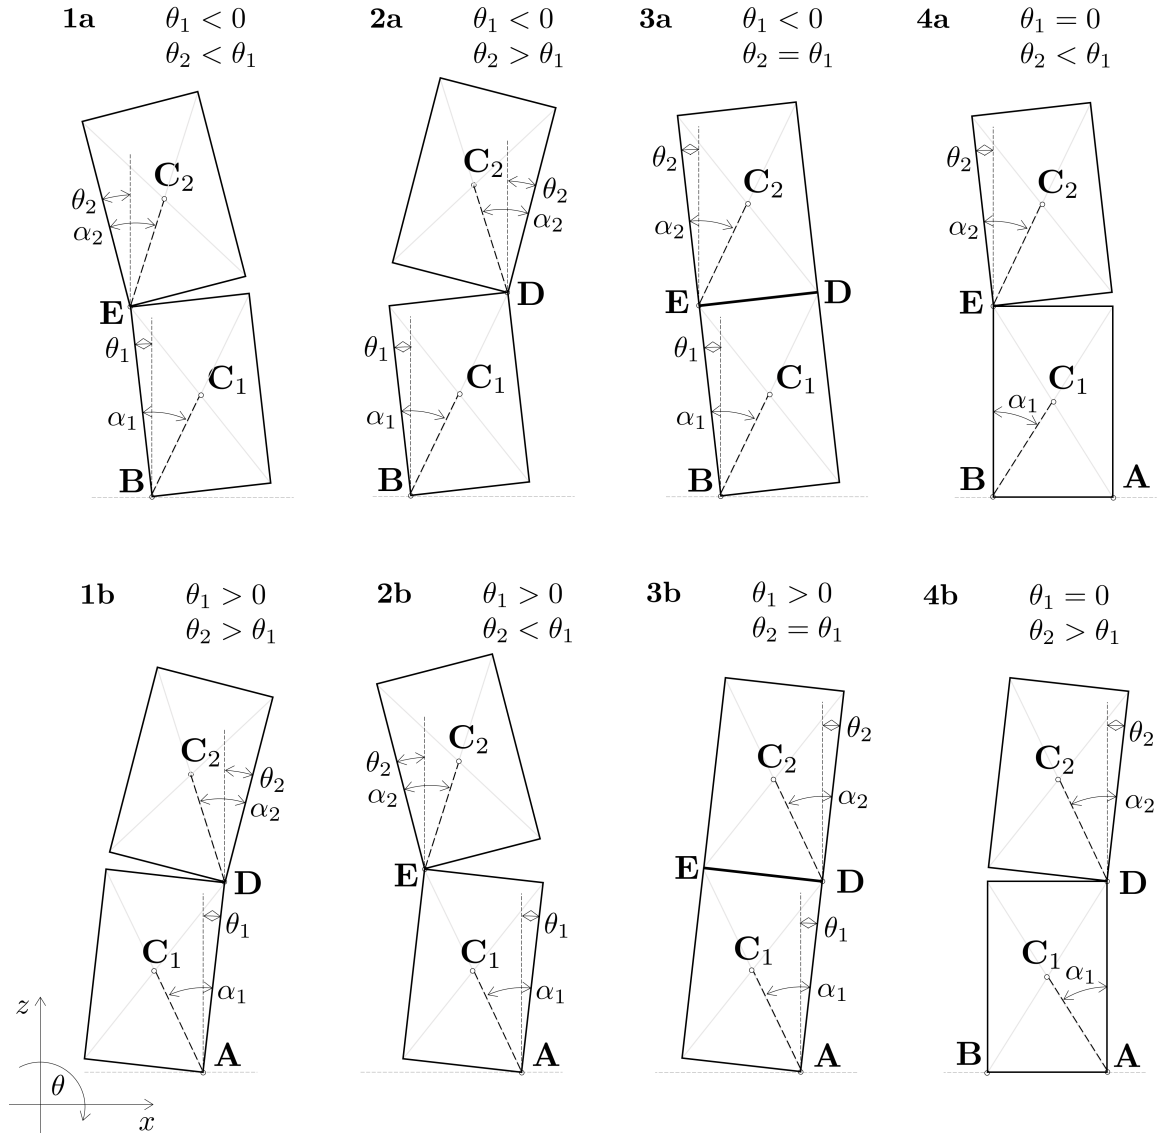 1a θ₁ < 0
θ₂ < θ₁
C₂
θ₂
α₂
E
θ₁
C₁
α₁
B
2a θ₁ < 0
θ₂ > θ₁
C₂
θ₂
α₂
D
θ₁
C₁
α₁
B
3a θ₁ < 0
θ₂ = θ₁
θ₂
C₂
α₂
E D
θ₁
C₁
α₁
B
4a θ₁ = 0
θ₂ < θ₁
θ₂
C₂
α₂
E
C₁
α₁
B A
1b θ₁ > 0
θ₂ > θ₁
C₂
θ₂
α₂
D
θ₁
C₁
α₁
A
2b θ₁ > 0
θ₂ < θ₁
C₂
θ₂
α₂
E
θ₁
C₁
α₁
A
3b θ₁ > 0
θ₂ = θ₁
θ₂
C₂
α₂
E D
θ₁
C₁
α₁
A
4b θ₁ = 0
θ₂ > θ₁
θ₂
C₂
α₂
D
C₁ α₁
B A
z
θ
x